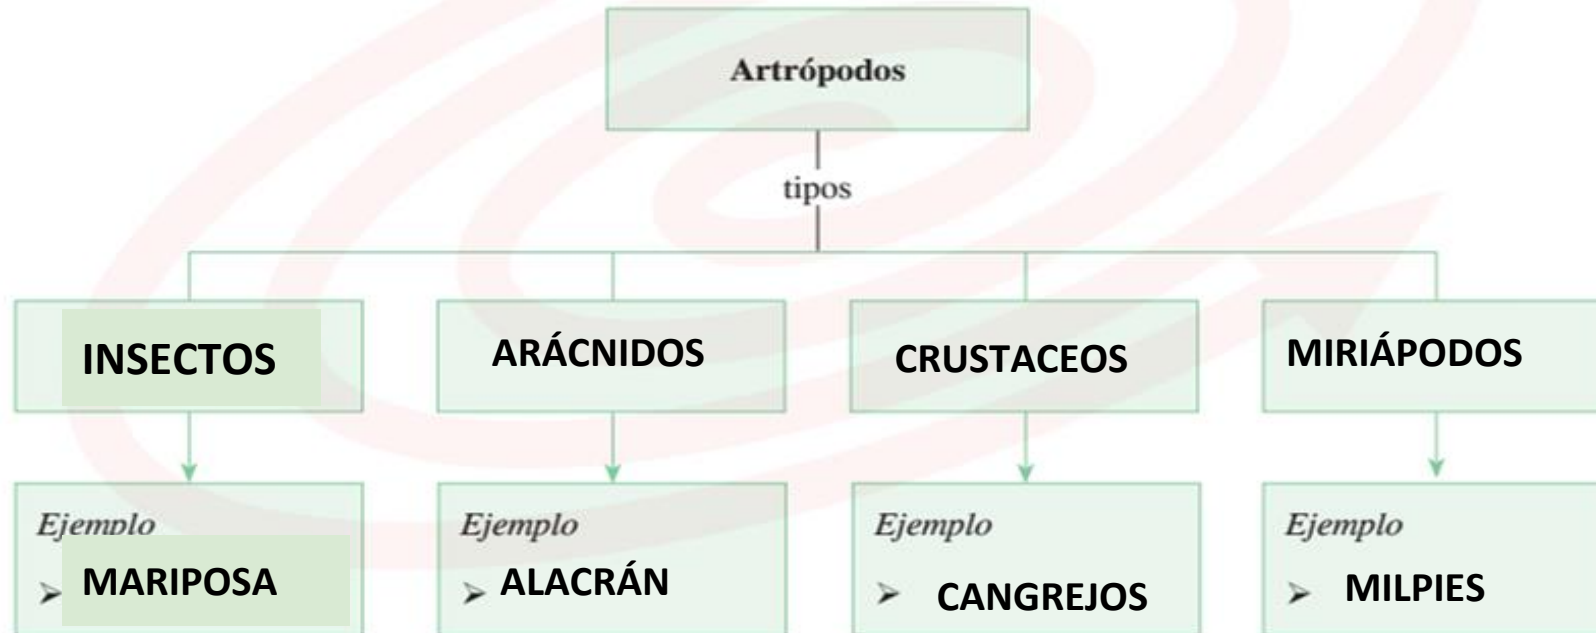 Artrópodos
tipos
INSECTOS
ARÁCNIDOS
CRUSTACEOS
MIRIÁPODOS
Ejemplo
➢ MARIPOSA
Ejemplo
➢ ALACRÁN
Ejemplo
➢ CANGREJOS
Ejemplo
➢ MILPIES